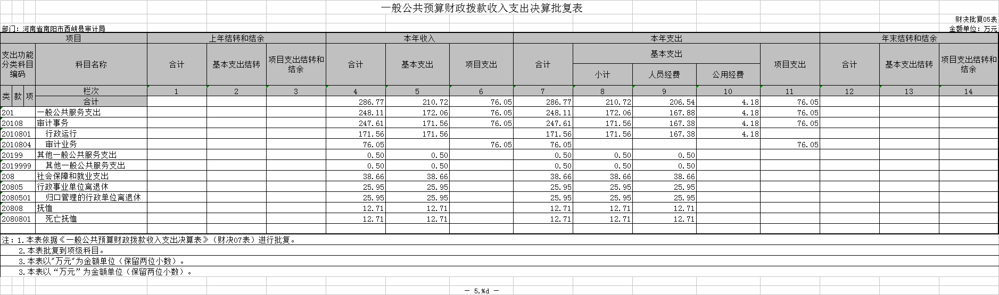 一般公共预算财政拨款收入支出决算批复表
财决批复05表
部门：河南省南阳市西峡县审计局 金额单位：万元
项目 上年结转和结余 本年收入 本年支出 年末结转和结余
支出功能分类科目编码 科目名称 合计 基本支出结转 项目支出结转和结余 合计 基本支出 项目支出 合计 基本支出 项目支出 合计 基本支出结转 项目支出结转和结余
小计 人员经费 公用经费
类 款 项 栏次 1 2 3 4 5 6 7 8 9 10 11 12 13 14
合计 286.77 210.72 76.05 286.77 210.72 206.54 4.18 76.05
201 一般公共服务支出 248.11 172.06 76.05 248.11 172.06 167.88 4.18 76.05
20108 审计事务 247.61 171.56 76.05 247.61 171.56 167.38 4.18 76.05
2010801 行政运行 171.56 171.56 171.56 171.56 167.38 4.18
2010804 审计业务 76.05 76.05 76.05 76.05
20199 其他一般公共服务支出 0.50 0.50 0.50 0.50 0.50
2019999 其他一般公共服务支出 0.50 0.50 0.50 0.50 0.50
208 社会保障和就业支出 38.66 38.66 38.66 38.66 38.66
20805 行政事业单位离退休 25.95 25.95 25.95 25.95 25.95
2080501 归口管理的行政单位离退休 25.95 25.95 25.95 25.95 25.95
20808 抚恤 12.71 12.71 12.71 12.71 12.71
2080801 死亡抚恤 12.71 12.71 12.71 12.71 12.71
注：1.本表依据《一般公共预算财政拨款收入支出决算表》（财决07表）进行批复。
2.本表批复到项级科目。
3.本表以"万元"为金额单位（保留两位小数）。
3.本表以“万元”为金额单位（保留两位小数）。
— 5.%d —